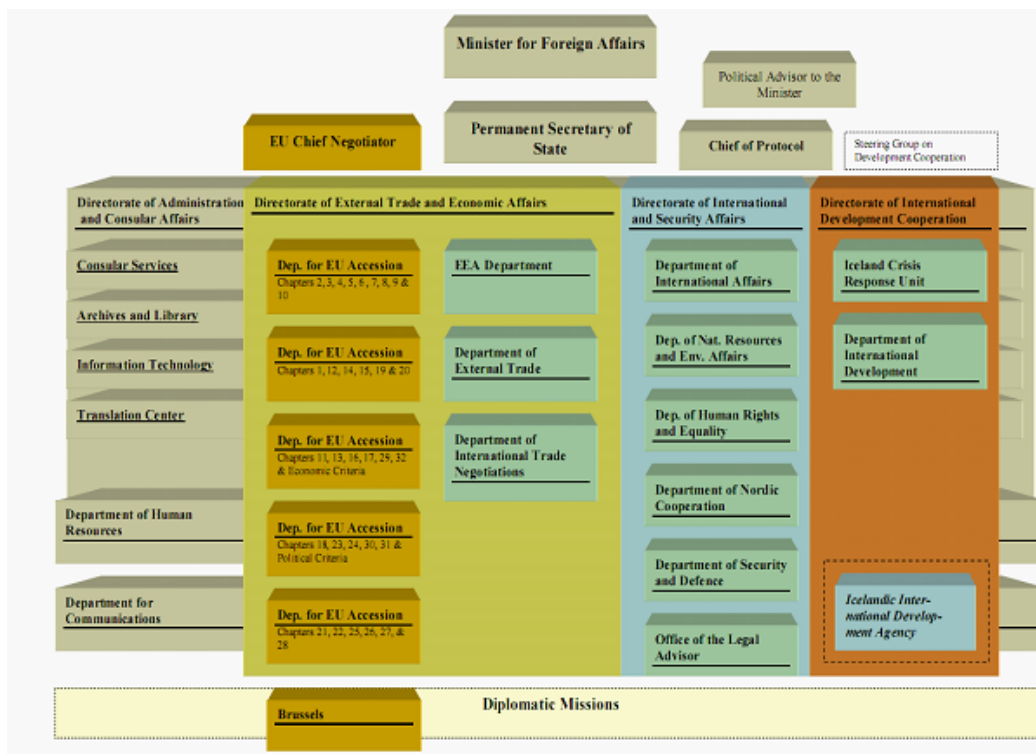 Minister for Foreign Affairs
Political Advisor to the
Minister
EU Chief Negotiator
Permanent Secretary of
State
Chief of Protocol
Steering Group on
Development Cooperation
Directorate of Administration
and Consular Affairs
Consular Services
Archives and Library
Information Technology
Translation Center
Department of Human
Resources
Department for
Communications
Directorate of External Trade and Economic Affairs
Dep. for EU Accession
Chapters 2, 3, 4, 5, 6 , 7, 8, 9 &
10
Dep. for EU Accession
Chapters 1, 12, 14, 15, 19 & 20
Dep. for EU Accession
Chapters 11, 13, 16, 17, 29, 32
& Economic Criteria
Dep. for EU Accession
Chapters 18, 23, 24, 30, 31 &
Political Criteria
Dep. for EU Accession
Chapters 21, 22, 25, 26, 27, &
28
EEA Department
Department of
External Trade
Department of
International Trade
Negotiations
Directorate of International
and Security Affairs
Department of
International Affairs
Dep. of Nat. Resources
and Env. Affairs
Dep. of Human Rights
and Equality
Department of Nordic
Cooperation
Department of Security
and Defence
Office of the Legal
Advisor
Directorate of International
Development Cooperation
Iceland Crisis
Response Unit
Department of
International
Development
Icelandic Inter-
national Develop-
ment Agency
Diplomatic Missions
Brussels